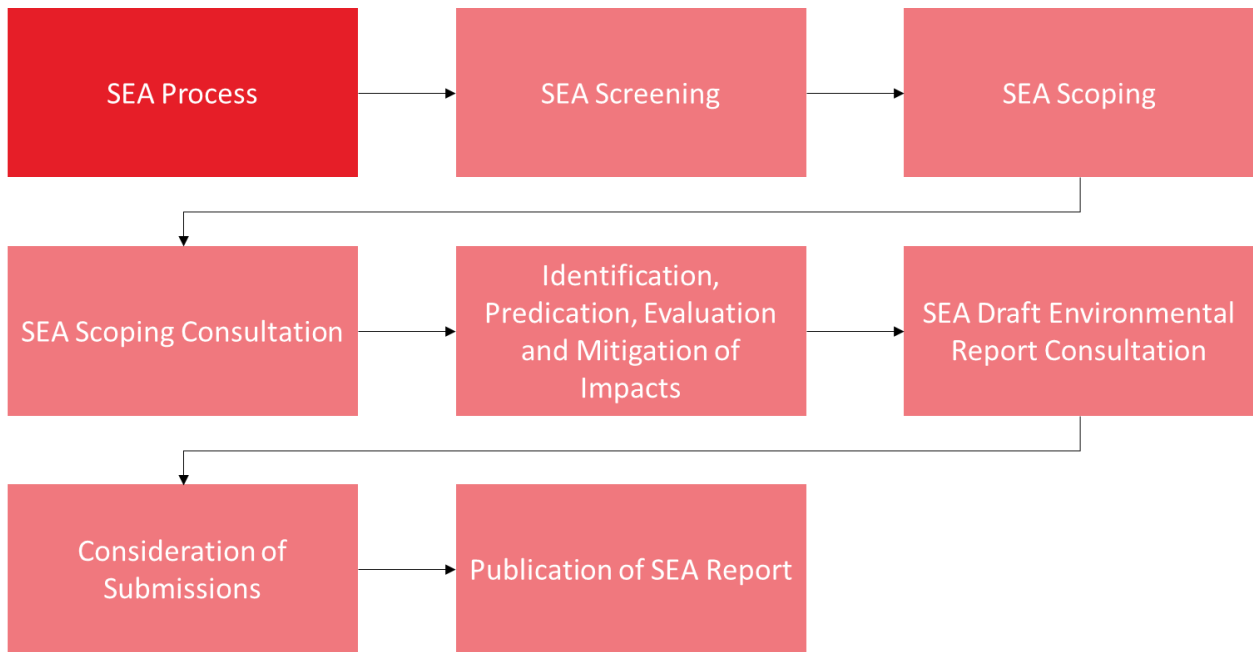 SEA Process
SEA Screening
SEA Scoping
SEA Scoping Consultation
Identification,
Predication, Evaluation
and Mitigation of
Impacts
SEA Draft Environmental
Report Consultation
Consideration of
Submissions
Publication of SEA Report